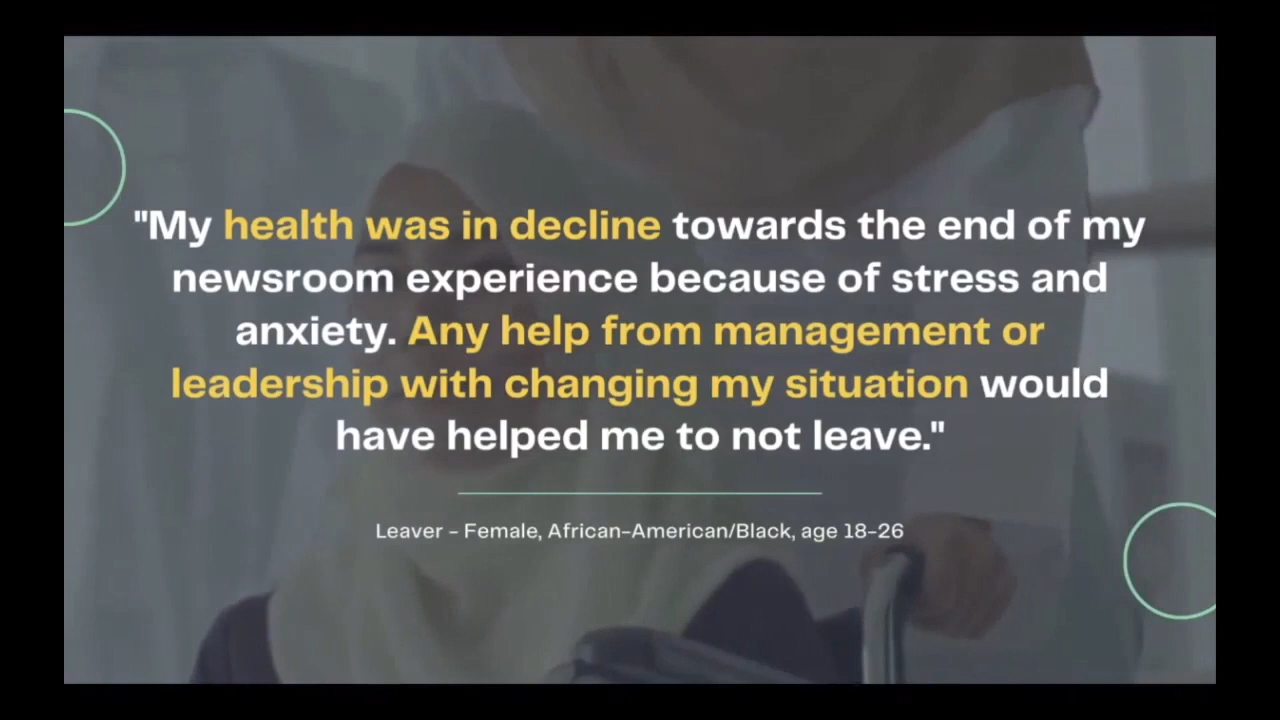 "My health was in decline towards the end of my
newsroom experience because of stress and
anxiety. Any help from management or
leadership with changing my situation would
have helped me to not leave."
Leaver - Female, African-American/Black, age 18-26